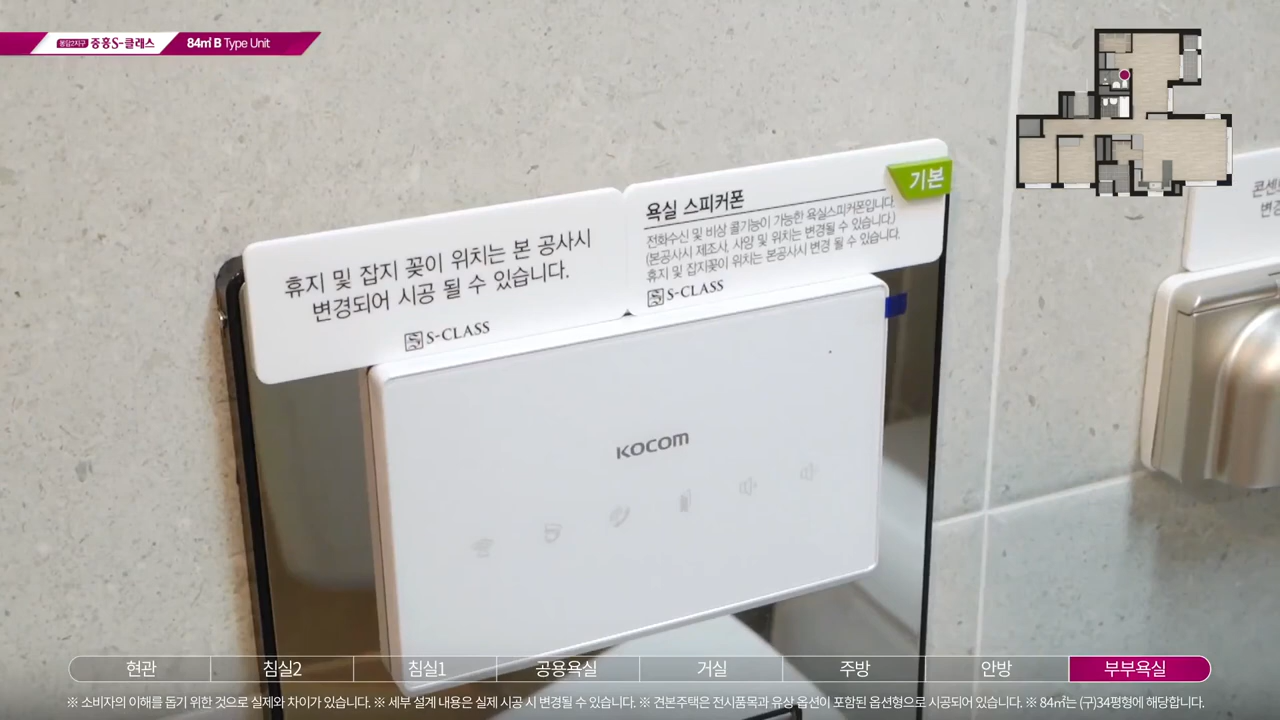 봉담2지구 중흥S-클래스
84㎡ B Type Unit
휴지 및 잡지 꽂이 위치는 본 공사시
변경되어 시공 될 수 있습니다.
S-CLASS
욕실 스피커폰
기본
전화수신 및 비상 콜기능이 가능한 욕실스피커폰입니다.
(본공사시 제조사, 사양 및 위치는 변경될 수 있습니다.)
휴지 및 잡지꽂이 위치는 본공사시 변경 될 수 있습니다.
S-CLASS
KOCOM
현관
침실2
침실1
공용욕실
거실
주방
안방
부부욕실
※ 소비자의 이해를 돕기 위한 것으로 실제와 차이가 있습니다. ※ 세부 설계 내용은 실제 시공 시 변경될 수 있습니다. ※ 견본주택은 전시품목과 유상 옵션이 포함된 옵션형으로 시공되어 있습니다. ※ 84㎡는 (구)34평형에 해당합니다.